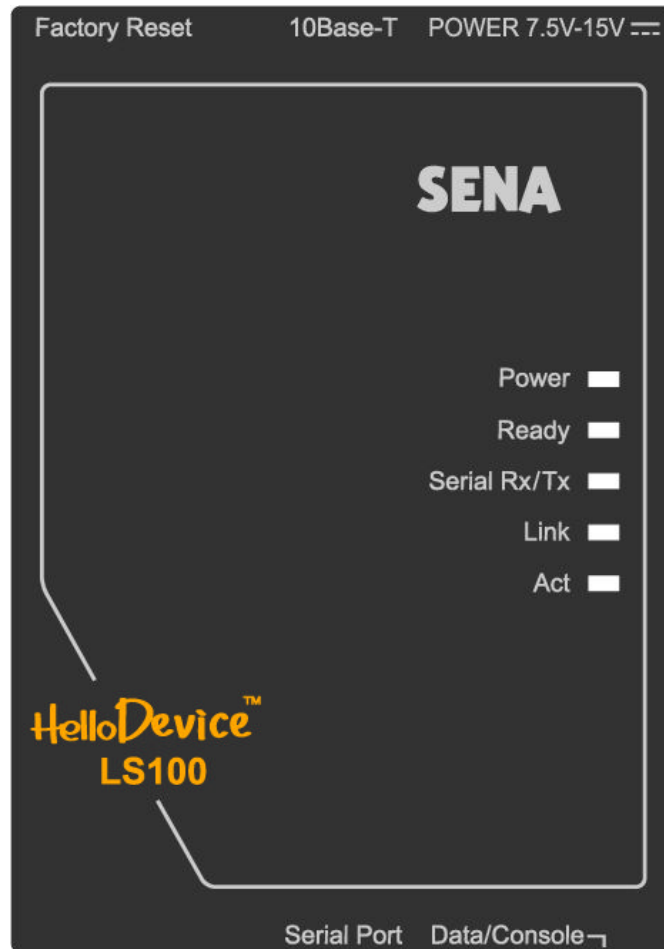 Factory Reset 10Base-T POWER 7.5V-15V
SENA
Power
Ready
Serial Rx/Tx
Link
Act
HelloDevice™
LS100
Serial Port Data/Console